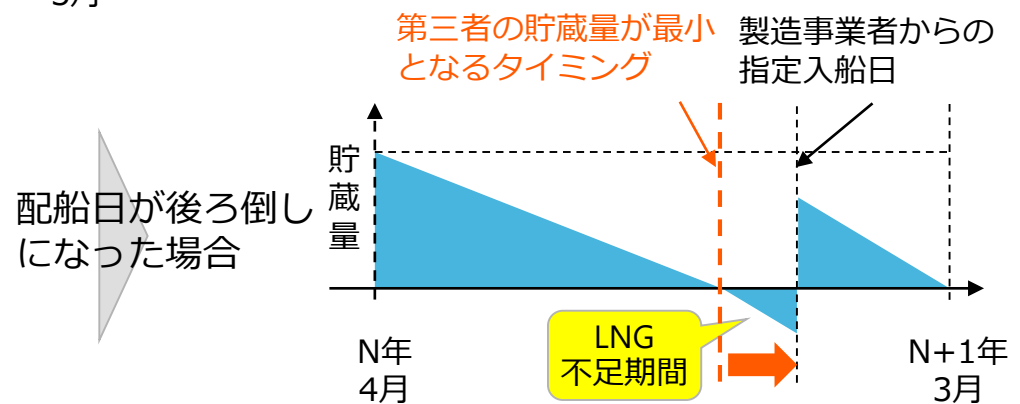 3月
第三者の貯蔵量が最小
となるタイミング
製造事業者からの
指定入船日
貯
蔵
量
配船日が後ろ倒し
になった場合
LNG
不足期間
N年
4月
N+1年
3月